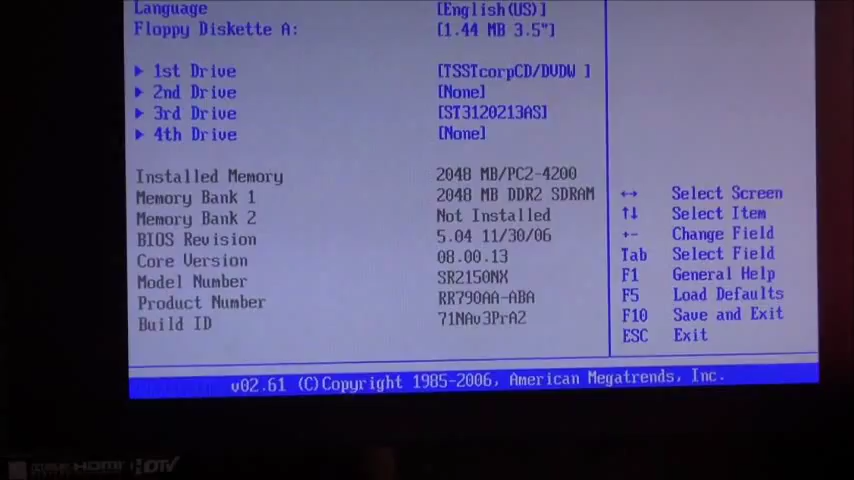 Language [English(US)]
Floppy Diskette A: [1.44 MB 3.5"]
▶ 1st Drive [TSSTcorpCD/DVDW ]
▶ 2nd Drive [None]
▶ 3rd Drive [ST3120213AS]
▶ 4th Drive [None]
Installed Memory 2048 MB/PC2-4200
Memory Bank 1 2048 MB DDR2 SDRAM
Memory Bank 2 Not Installed
BIOS Revision 5.04 11/30/06
Core Version 08.00.13
Model Number SR2150NX
Product Number RR790AA-ABA
Build ID 71NAv3PrA2
↔ Select Screen
↑↓ Select Item
+- Change Field
Tab Select Field
F1 General Help
F5 Load Defaults
F10 Save and Exit
ESC Exit
v02.61 (C)Copyright 1985-2006, American Megatrends, Inc.
HDMI HDTV